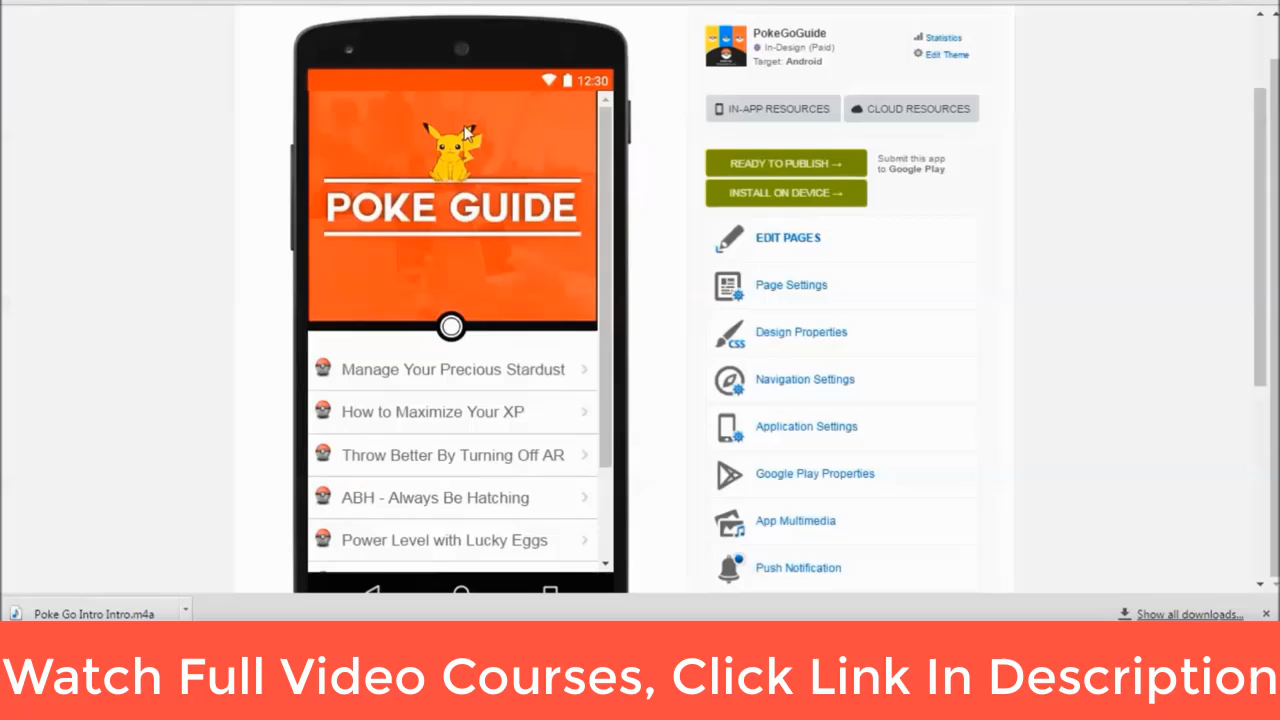 12:30
POKE GUIDE
Manage Your Precious Stardust
How to Maximize Your XP
Throw Better By Turning Off AR
ABH - Always Be Hatching
Power Level with Lucky Eggs
PokeGoGuide
In-Design (Paid)
Target: Android
Statistics
Edit Theme
IN-APP RESOURCES
CLOUD RESOURCES
READY TO PUBLISH →
Submit this app
to Google Play
INSTALL ON DEVICE →
EDIT PAGES
Page Settings
CSS
Design Properties
Navigation Settings
Application Settings
Google Play Properties
App Multimedia
Push Notification
Poke Go Intro Intro.m4a
Show all downloads...
Watch Full Video Courses, Click Link In Description